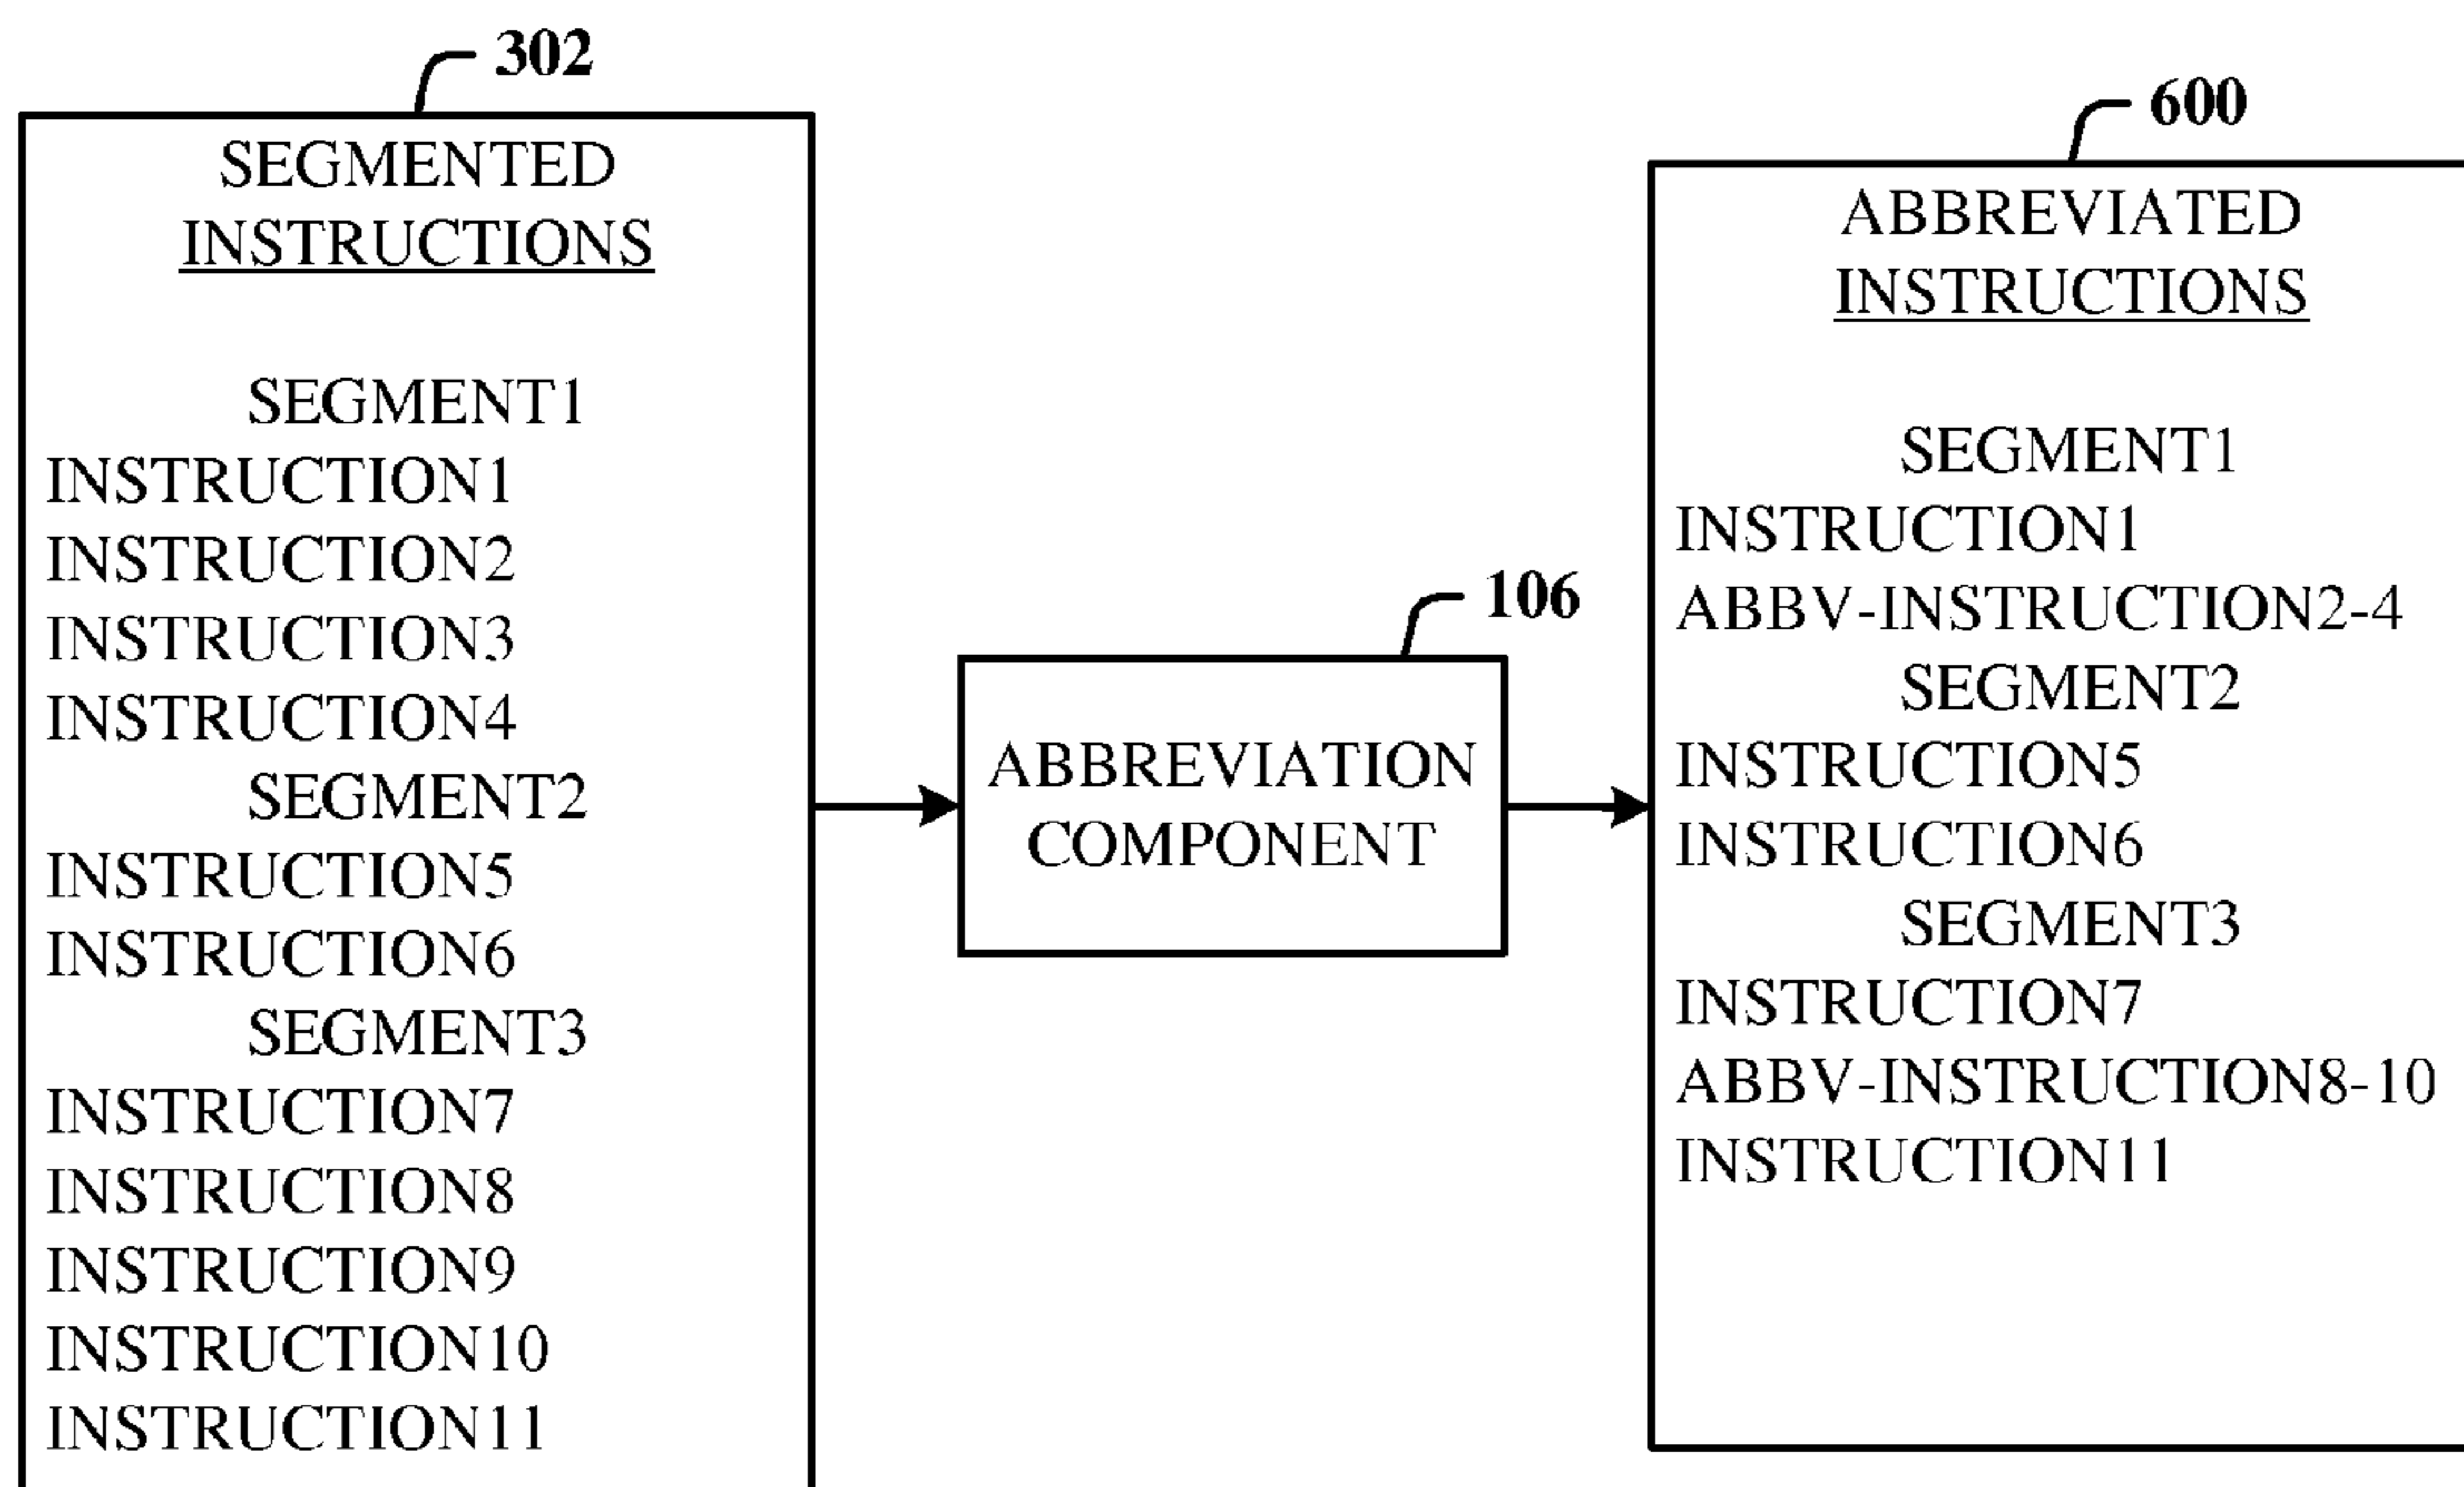 302
SEGMENTED
INSTRUCTIONS
SEGMENT1
INSTRUCTION1
INSTRUCTION2
INSTRUCTION3
INSTRUCTION4
SEGMENT2
INSTRUCTION5
INSTRUCTION6
SEGMENT3
INSTRUCTION7
INSTRUCTION8
INSTRUCTION9
INSTRUCTION10
INSTRUCTION11
106
ABBREVIATION
COMPONENT
600
ABBREVIATED
INSTRUCTIONS
SEGMENT1
INSTRUCTION1
ABBV-INSTRUCTION2-4
SEGMENT2
INSTRUCTION5
INSTRUCTION6
SEGMENT3
INSTRUCTION7
ABBV-INSTRUCTION8-10
INSTRUCTION11